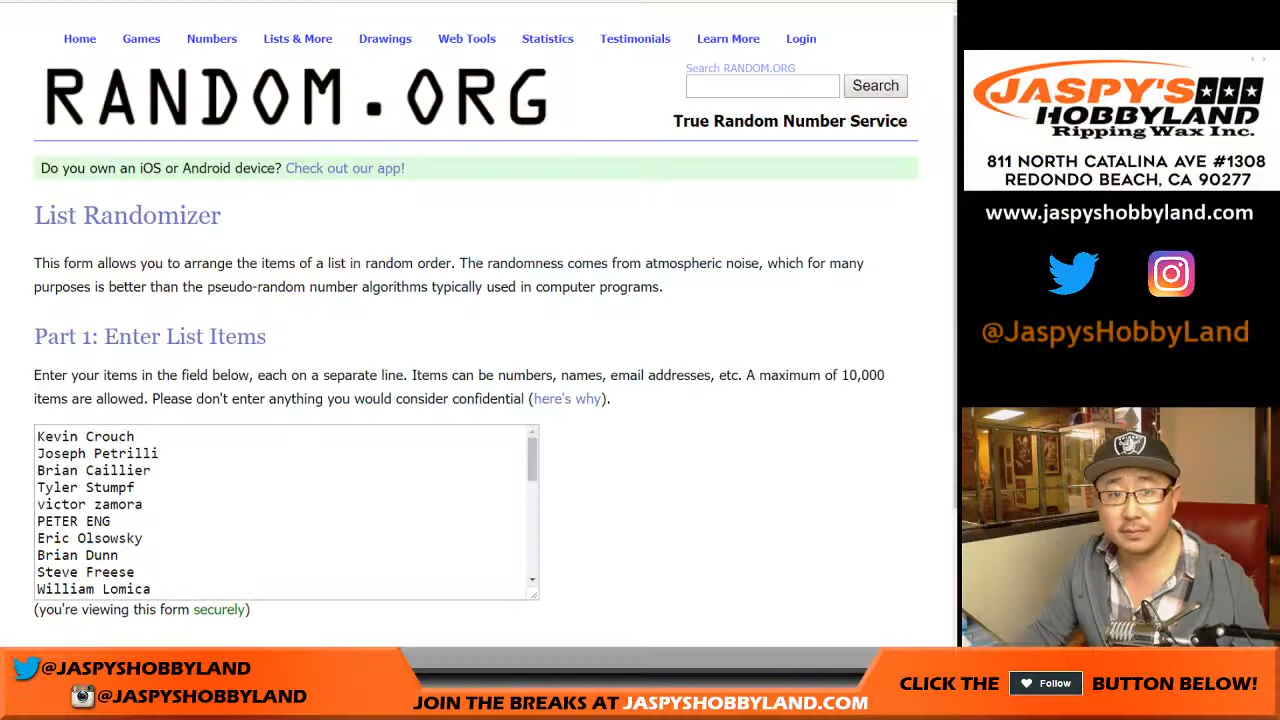 Home Games Numbers Lists & More Drawings Web Tools Statistics Testimonials Learn More Login
RANDOM.ORG
Search RANDOM.ORG
Search
True Random Number Service
Do you own an iOS or Android device? Check out our app!
List Randomizer
This form allows you to arrange the items of a list in random order. The randomness comes from atmospheric noise, which for many
purposes is better than the pseudo-random number algorithms typically used in computer programs.
Part 1: Enter List Items
Enter your items in the field below, each on a separate line. Items can be numbers, names, email addresses, etc. A maximum of 10,000
items are allowed. Please don't enter anything you would consider confidential (here's why).
Kevin Crouch
Joseph Petrilli
Brian Caillier
Tyler Stumpf
victor zamora
PETER ENG
Eric Olsowsky
Brian Dunn
Steve Freese
William Lomica
(you're viewing this form securely)
JASPY'S
HOBBYLAND
Ripping Wax Inc.
811 NORTH CATALINA AVE #1308
REDONDO BEACH, CA 90277
www.jaspyshobbyland.com
@JaspysHobbyLand
RAIDERS
@JASPYSHOBBYLAND
@JASPYSHOBBYLAND
JOIN THE BREAKS AT JASPYSHOBBYLAND.COM
CLICK THE Follow BUTTON BELOW!